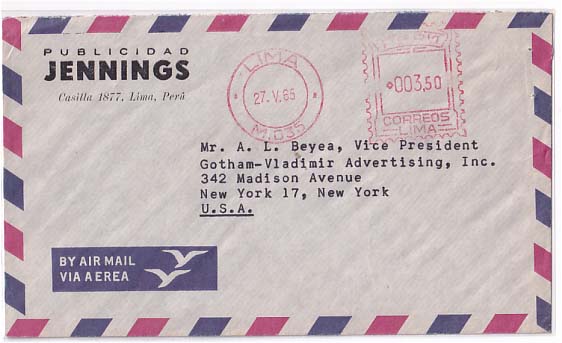 PUBLICIDAD
JENNINGS
Casilla 1877, Lima, Perú
LIMA
27. V. 65
M.035
003,50
CORREOS
LIMA
Mr. A. L. Beyea, Vice President
Gotham-Vladimir Advertising, Inc.
342 Madison Avenue
New York 17, New York
U.S.A.
BY AIR MAIL
VIA AEREA